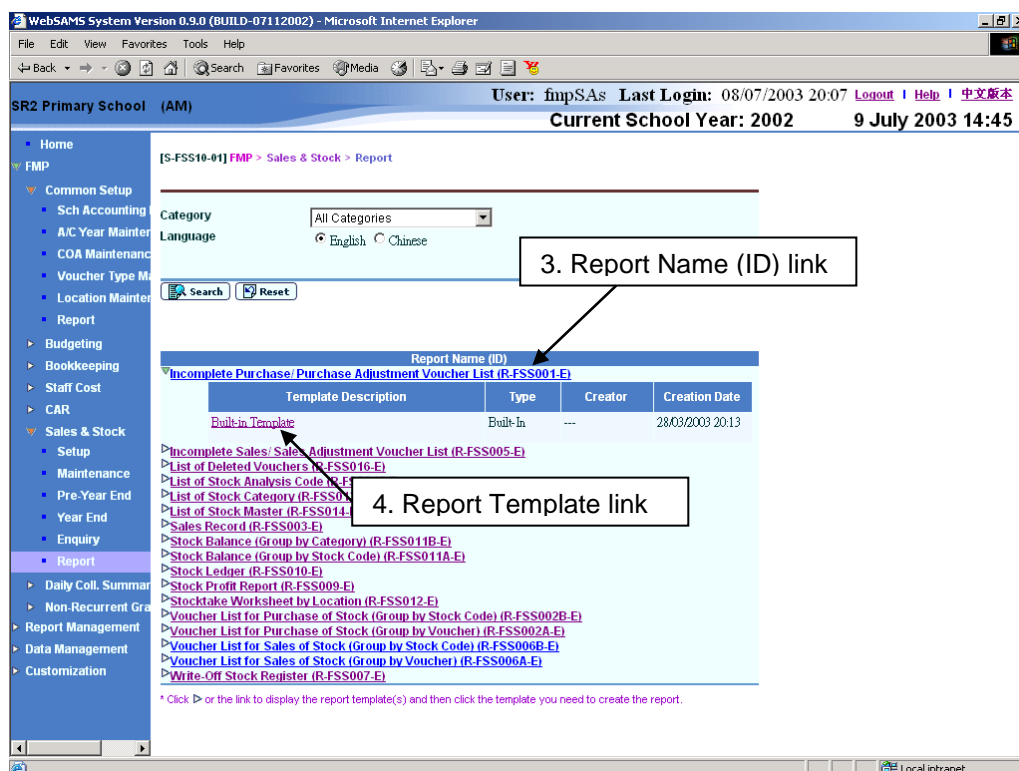 WebSAMS System Version 0.9.0 (BUILD-07112002) - Microsoft Internet Explorer
File Edit View Favorites Tools Help
Back Search Favorites Media
SR2 Primary School (AM)
User: fmpSAs Last Login: 08/07/2003 20:07 Logout | Help | 中文版本
Current School Year: 2002 9 July 2003 14:45
Home
FMP
Common Setup
Sch Accounting
A/C Year Mainter
COA Maintenanc
Voucher Type Ma
Location Mainter
Report
Budgeting
Bookkeeping
Staff Cost
CAR
Sales & Stock
Setup
Maintenance
Pre-Year End
Year End
Enquiry
Report
Daily Coll. Summar
Non-Recurrent Gra
Report Management
Data Management
Customization
[S-FSS10-01] FMP > Sales & Stock > Report
Category All Categories
Language English Chinese
Search Reset
3. Report Name (ID) link
Report Name (ID)
Incomplete Purchase/ Purchase Adjustment Voucher List (R-FSS001-E)
Template Description Type Creator Creation Date
Built-in Template Built-In --- 28/03/2003 20:13
Incomplete Sales/ Sales Adjustment Voucher List (R-FSS005-E)
List of Deleted Vouchers (R-FSS016-E)
List of Stock Analysis Code (R-FS
List of Stock Category (R-FSS01
List of Stock Master (R-FSS014-
4. Report Template link
Sales Record (R-FSS003-E)
Stock Balance (Group by Category) (R-FSS011B-E)
Stock Balance (Group by Stock Code) (R-FSS011A-E)
Stock Ledger (R-FSS010-E)
Stock Profit Report (R-FSS009-E)
Stocktake Worksheet by Location (R-FSS012-E)
Voucher List for Purchase of Stock (Group by Stock Code) (R-FSS002B-E)
Voucher List for Purchase of Stock (Group by Voucher) (R-FSS002A-E)
Voucher List for Sales of Stock (Group by Stock Code) (R-FSS006B-E)
Voucher List for Sales of Stock (Group by Voucher) (R-FSS006A-E)
Write-Off Stock Register (R-FSS007-E)
* Click ▷ or the link to display the report template(s) and then click the template you need to create the report.
Local intranet